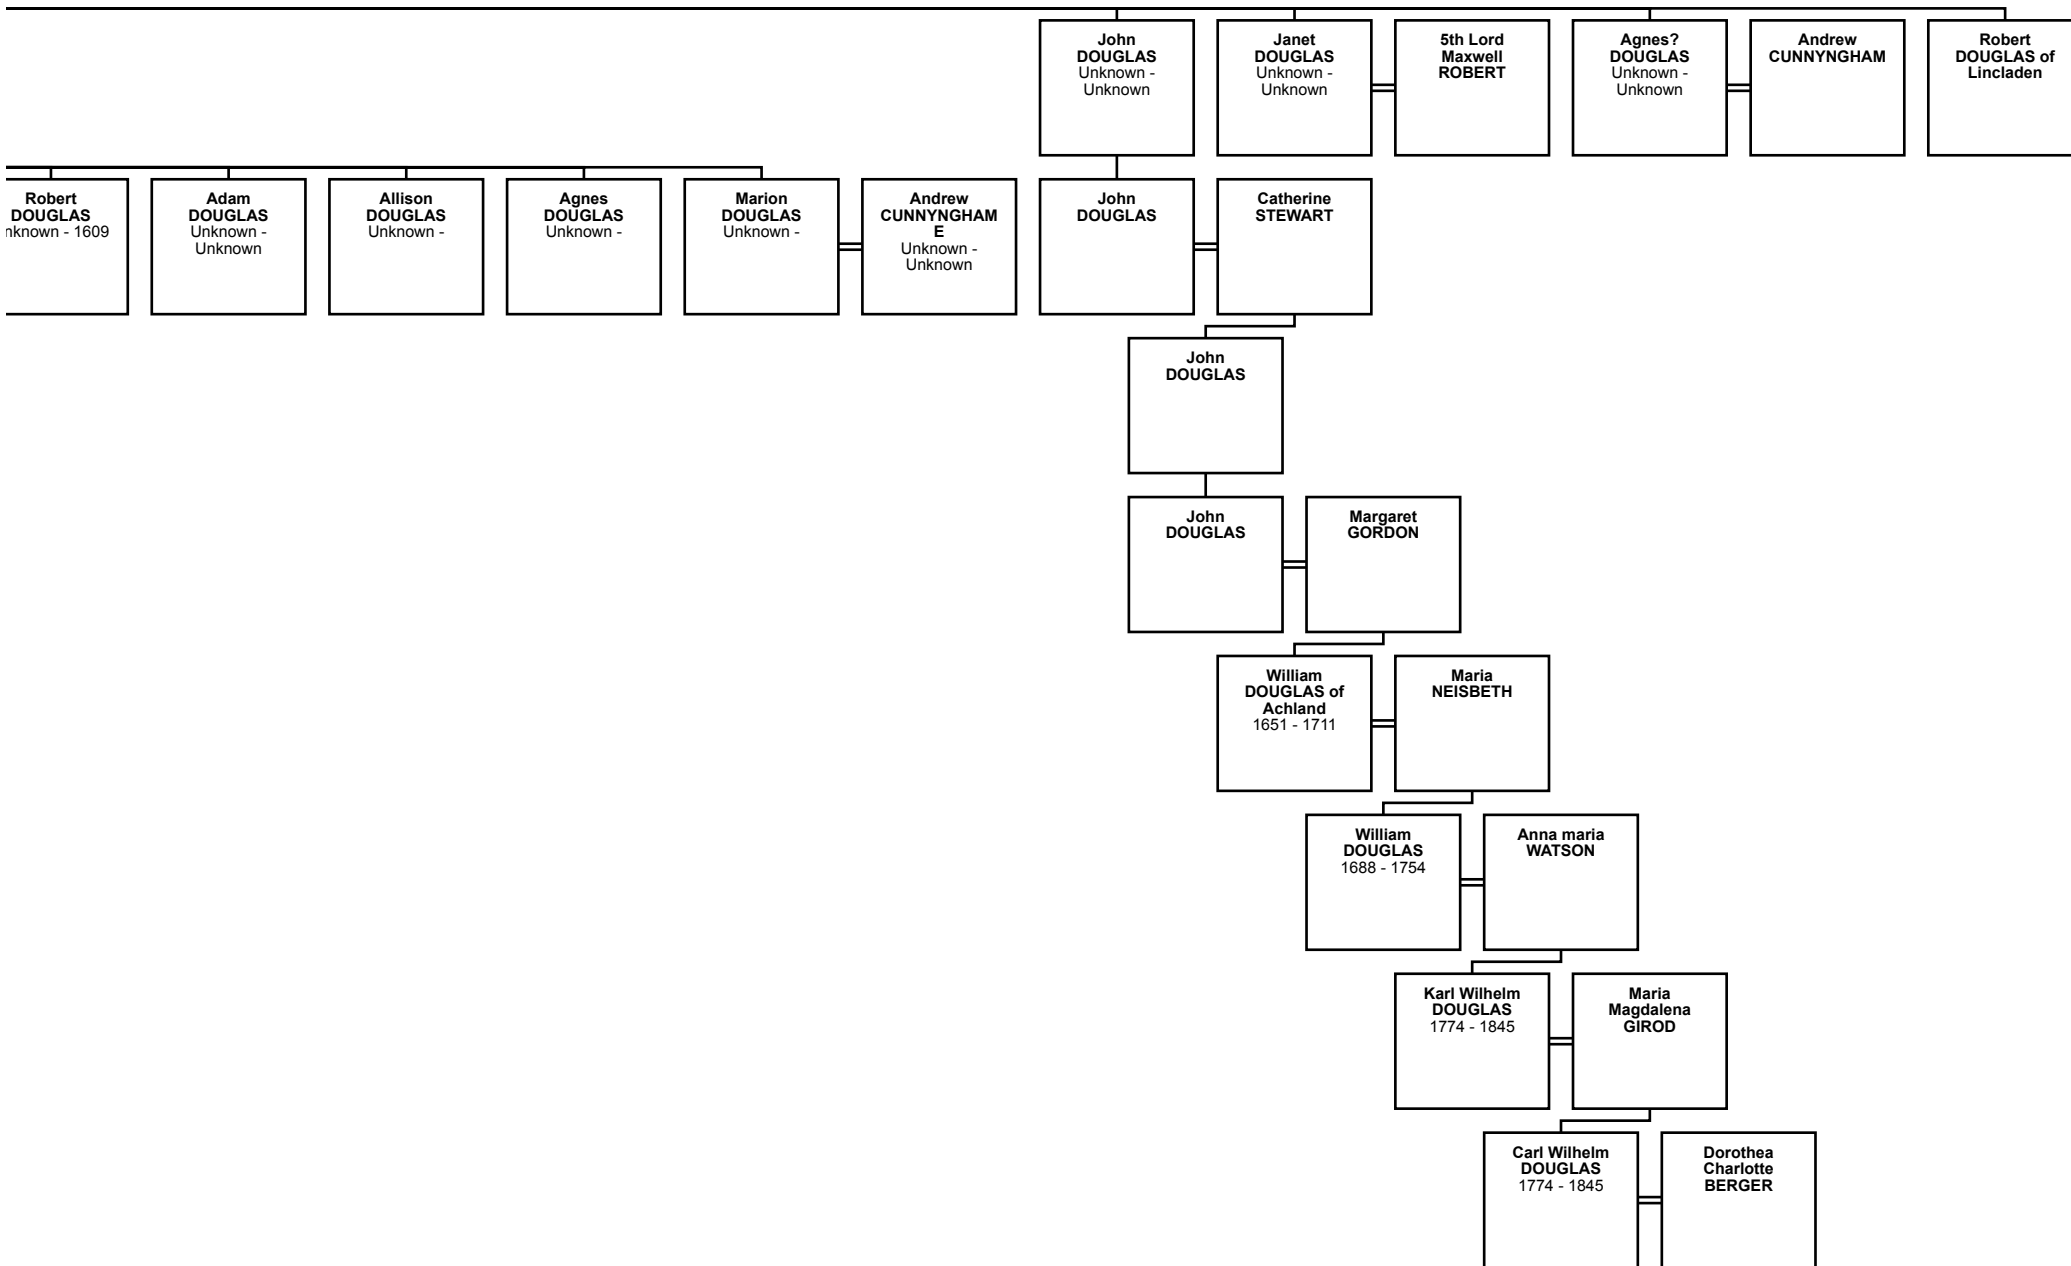 John
DOUGLAS
Unknown -
Unknown
Janet
DOUGLAS
Unknown -
Unknown
5th Lord
Maxwell
ROBERT
Agnes?
DOUGLAS
Unknown -
Unknown
Andrew
CUNNYNGHAM
Robert
DOUGLAS of
Lincladen
Robert
DOUGLAS
nknown - 1609
Adam
DOUGLAS
Unknown -
Unknown
Allison
DOUGLAS
Unknown -
Agnes
DOUGLAS
Unknown -
Marion
DOUGLAS
Unknown -
Andrew
CUNNYNGHAM
E
Unknown -
Unknown
John
DOUGLAS
Catherine
STEWART
John
DOUGLAS
John
DOUGLAS
Margaret
GORDON
William
DOUGLAS of
Achland
1651 - 1711
Maria
NEISBETH
William
DOUGLAS
1688 - 1754
Anna maria
WATSON
Karl Wilhelm
DOUGLAS
1774 - 1845
Maria
Magdalena
GIROD
Carl Wilhelm
DOUGLAS
1774 - 1845
Dorothea
Charlotte
BERGER